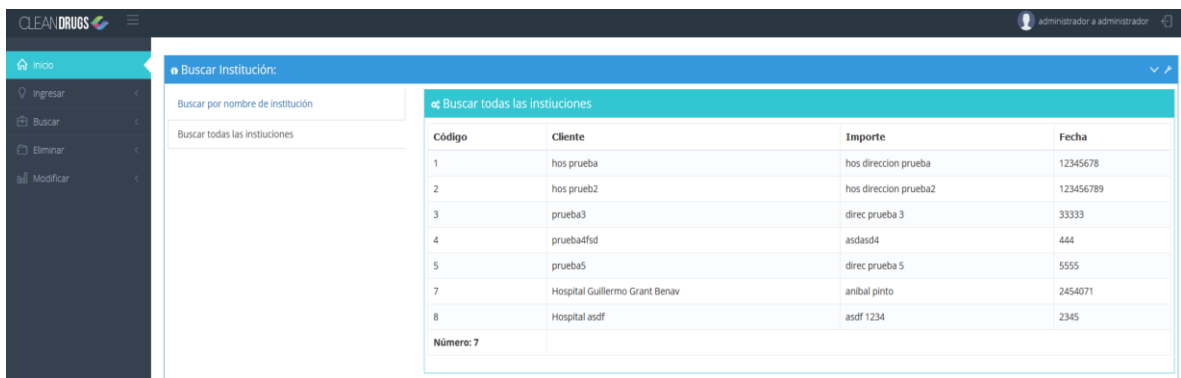 CLEANDRUGS
administrador a administrador
Inicio
Ingresar
Buscar
Eliminar
Modificar
Buscar Institución:
Buscar por nombre de institución
Buscar todas las instiuciones
Buscar todas las instiuciones
Código Cliente Importe Fecha
1 hos prueba hos direccion prueba 12345678
2 hos prueb2 hos direccion prueba2 123456789
3 prueba3 direc prueba 3 33333
4 prueba4fsd asdasd4 444
5 prueba5 direc prueba 5 5555
7 Hospital Guillermo Grant Benav anibal pinto 2454071
8 Hospital asdf asdf 1234 2345
Número: 7